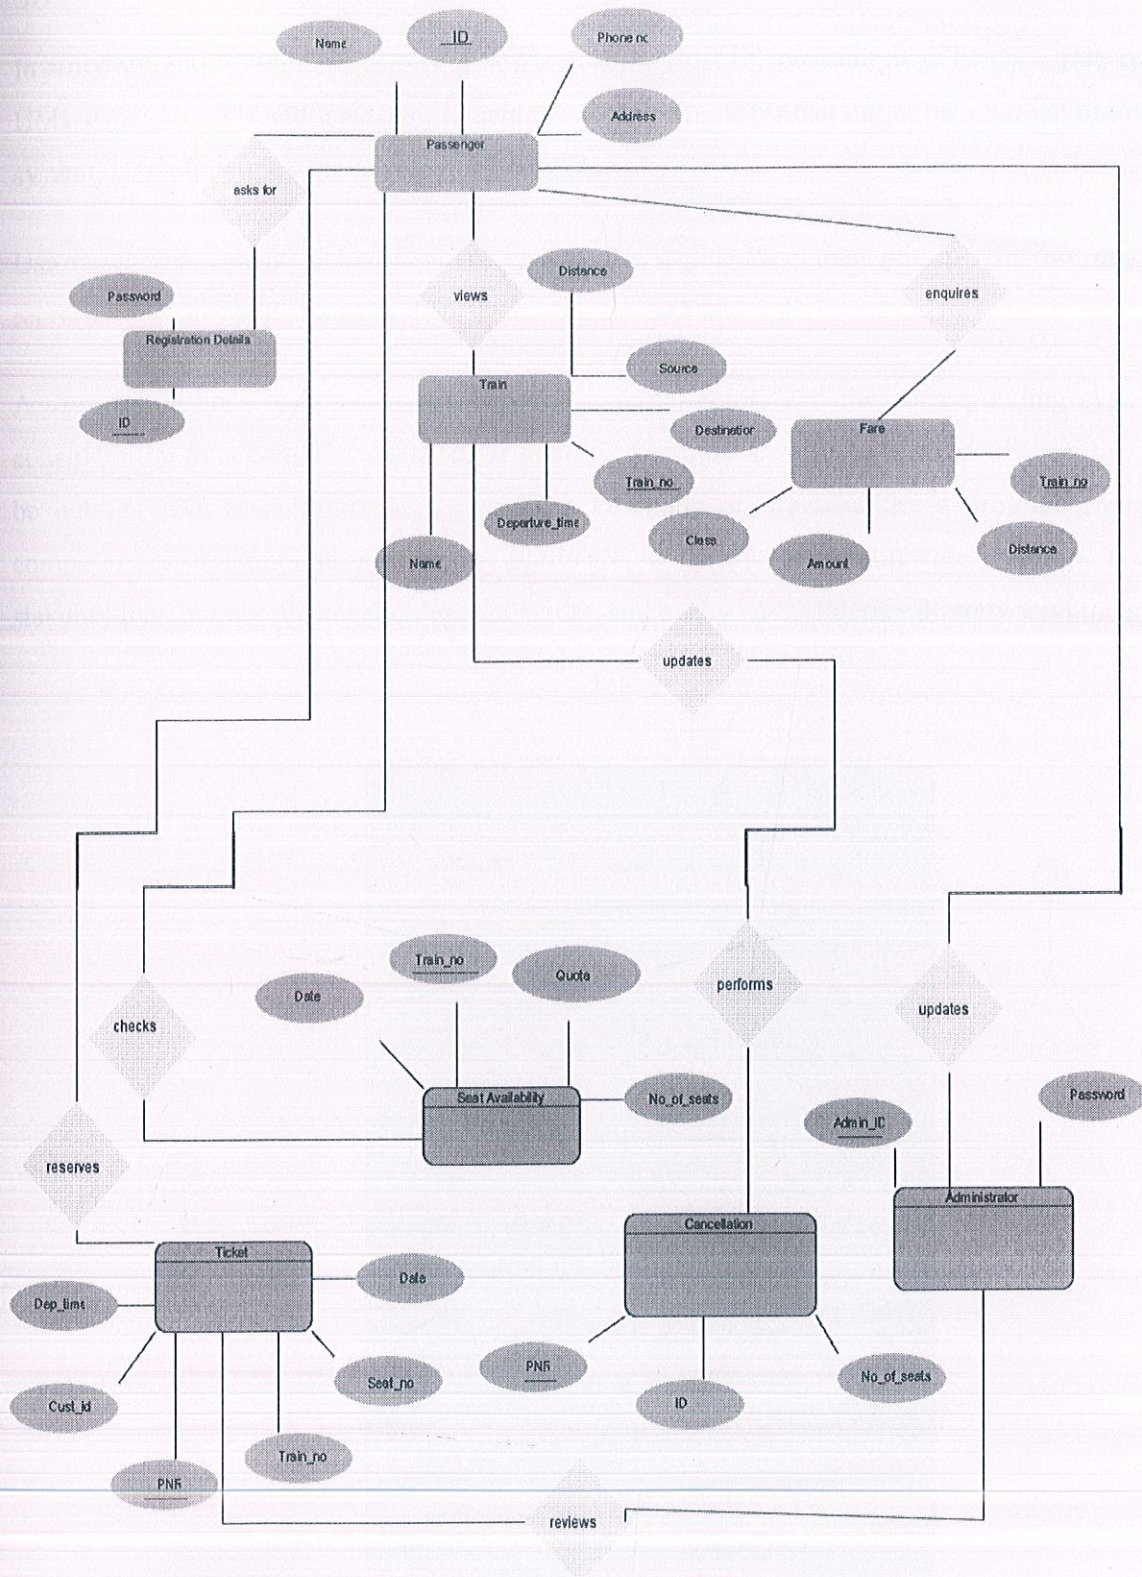 Name
ID
Phone no
Address
Passenger
asks for
views
Distance
enquires
Password
Registration Details
ID
Train
Source
Destination
Fare
Train_no
Train_no
Departure_time
Class
Name
Amount
Distance
updates
Date
Train_no
Quota
performs
updates
checks
Seat Availability
No_of_seats
Admin_ID
Password
reserves
Administrator
Cancellation
Ticket
Date
Dep_time
PNR
ID
No_of_seats
Seat_no
Cust_id
Train_no
PNR
reviews